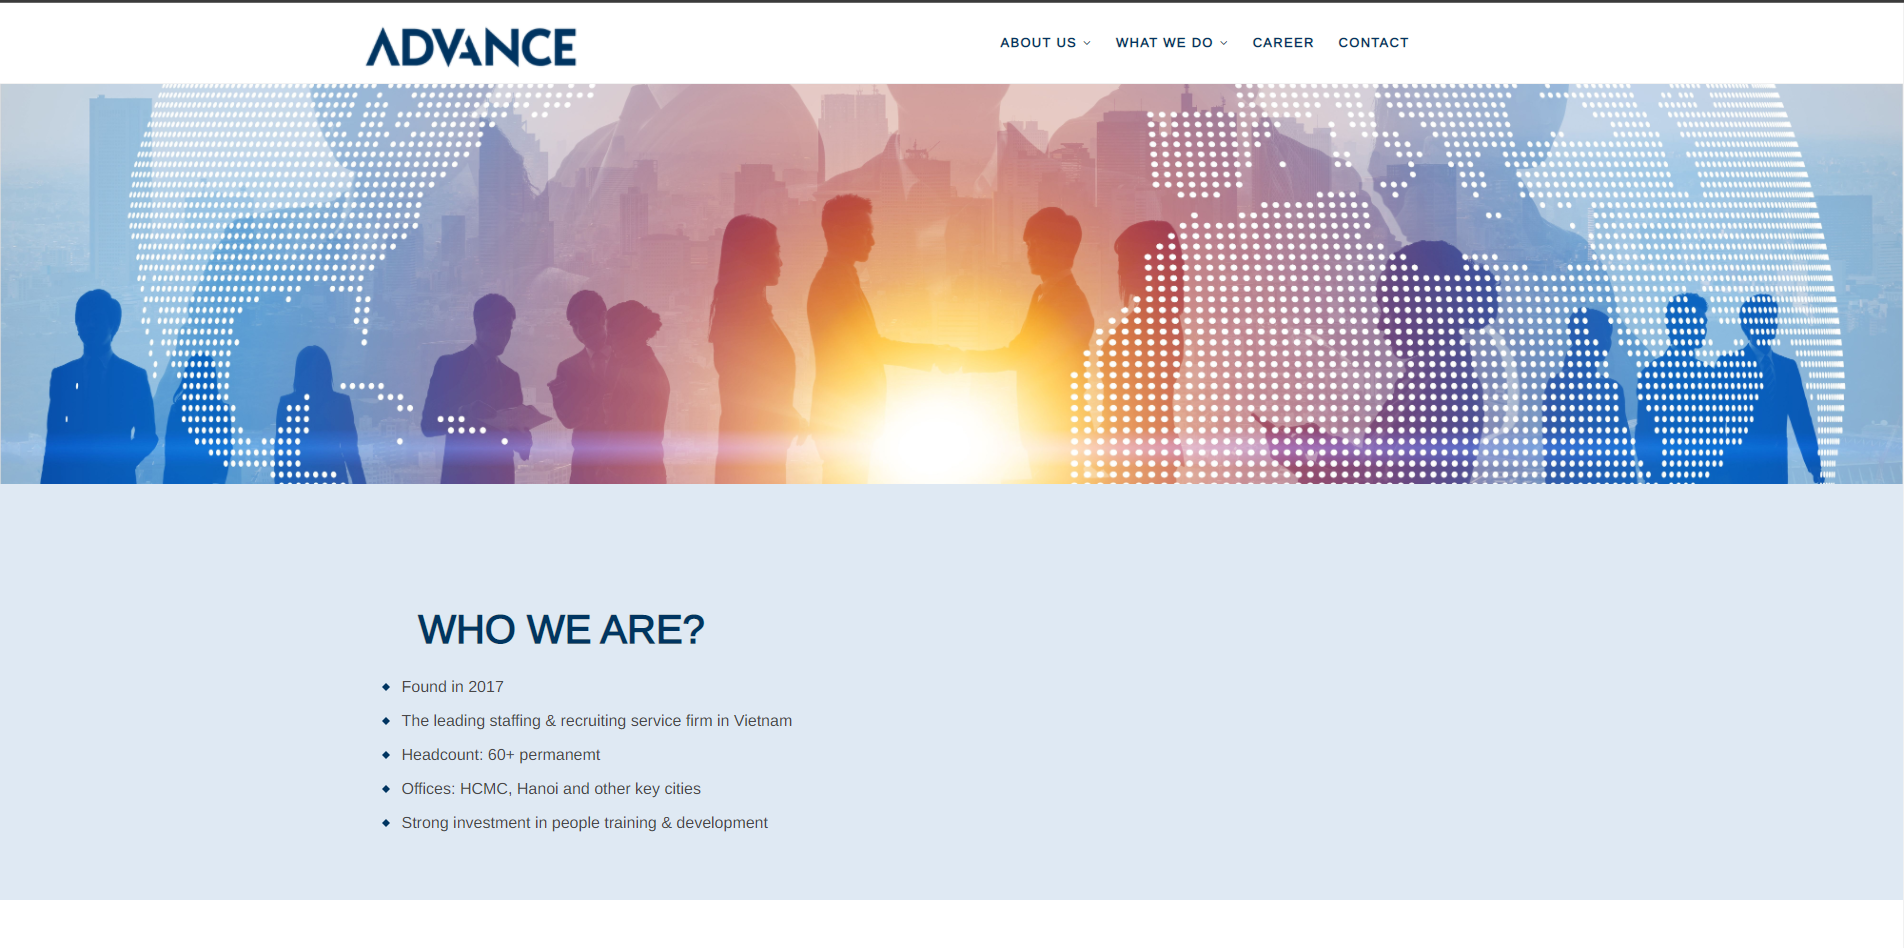 ADVANCE
ABOUT US
WHAT WE DO
CAREER
CONTACT
WHO WE ARE?
Found in 2017
The leading staffing & recruiting service firm in Vietnam
Headcount: 60+ permanemt
Offices: HCMC, Hanoi and other key cities
Strong investment in people training & development